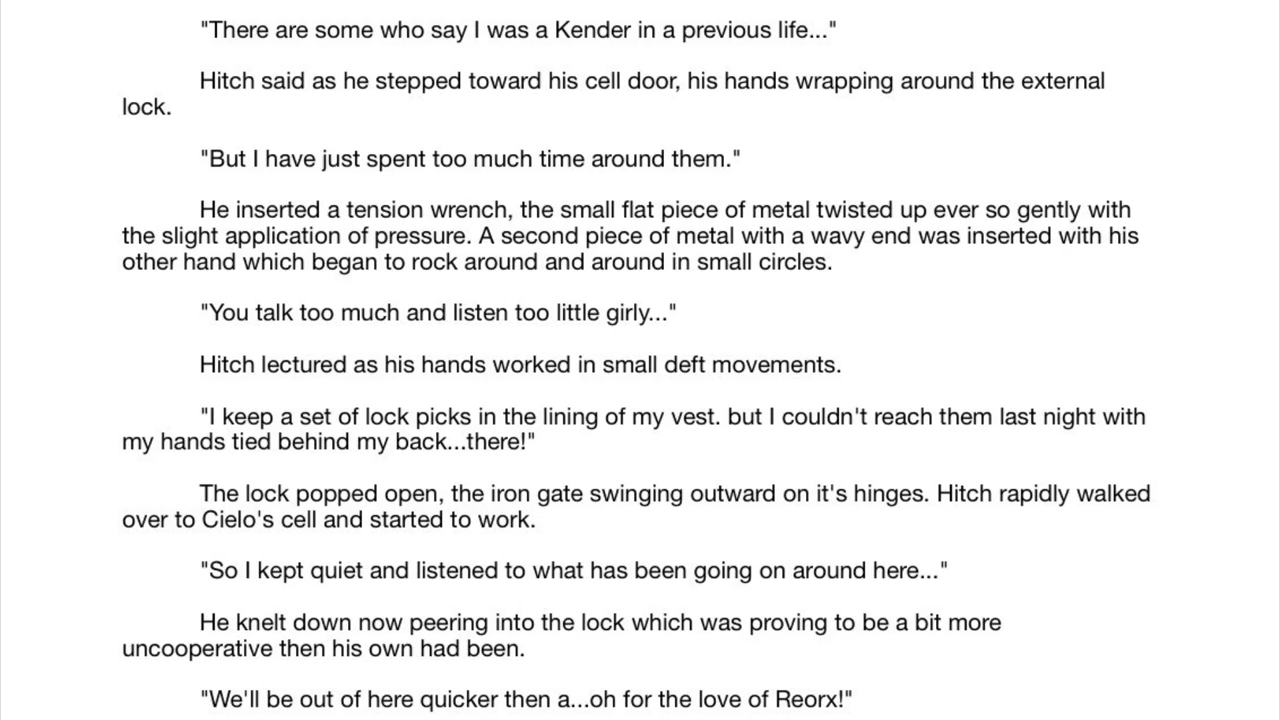 "There are some who say I was a Kender in a previous life..."
Hitch said as he stepped toward his cell door, his hands wrapping around the external
lock.
"But I have just spent too much time around them."
He inserted a tension wrench, the small flat piece of metal twisted up ever so gently with
the slight application of pressure. A second piece of metal with a wavy end was inserted with his
other hand which began to rock around and around in small circles.
"You talk too much and listen too little girly..."
Hitch lectured as his hands worked in small deft movements.
"I keep a set of lock picks in the lining of my vest. but I couldn't reach them last night with
my hands tied behind my back...there!"
The lock popped open, the iron gate swinging outward on it's hinges. Hitch rapidly walked
over to Cielo's cell and started to work.
"So I kept quiet and listened to what has been going on around here..."
He knelt down now peering into the lock which was proving to be a bit more
uncooperative then his own had been.
"We'll be out of here quicker then a...oh for the love of Reorx!"